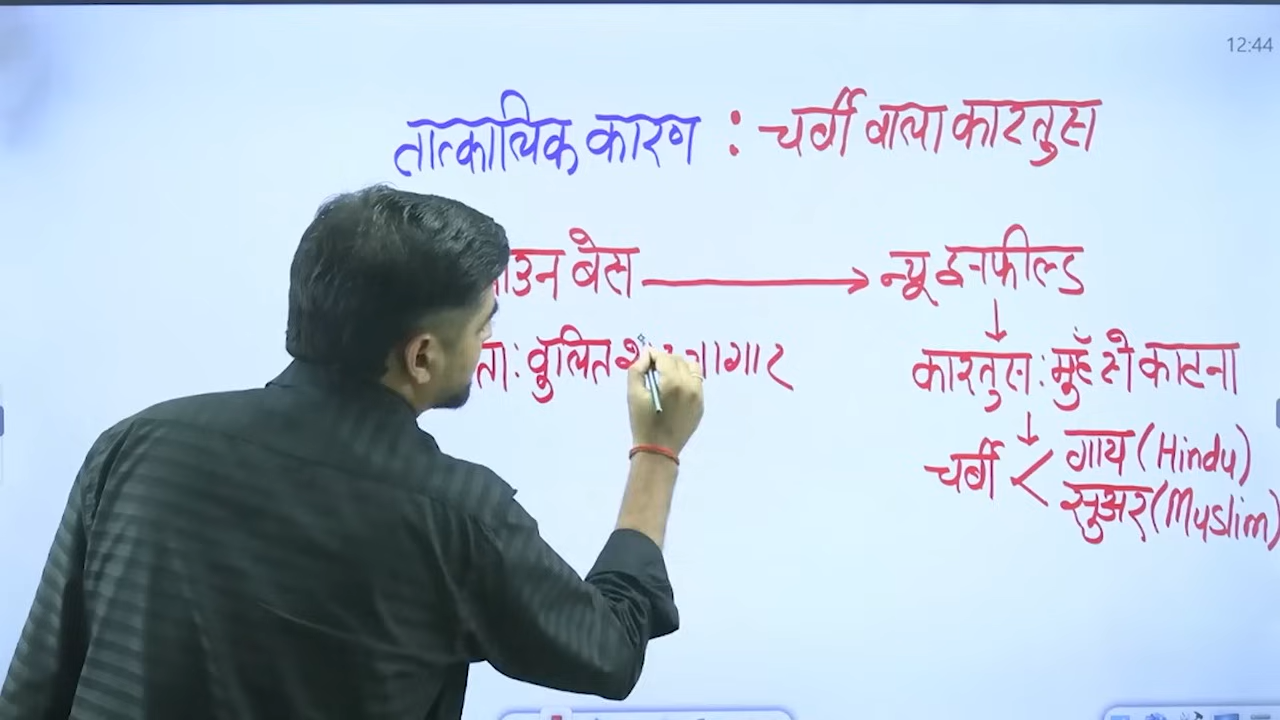 12:44
तात्कालिक कारण : चर्बी वाला कारतुस
बेस → न्यू इनफील्ड
↓
कारतुँस : मुहँ से काटना
↓
चर्बी < गाय (Hindu)
सुअर (Muslim)